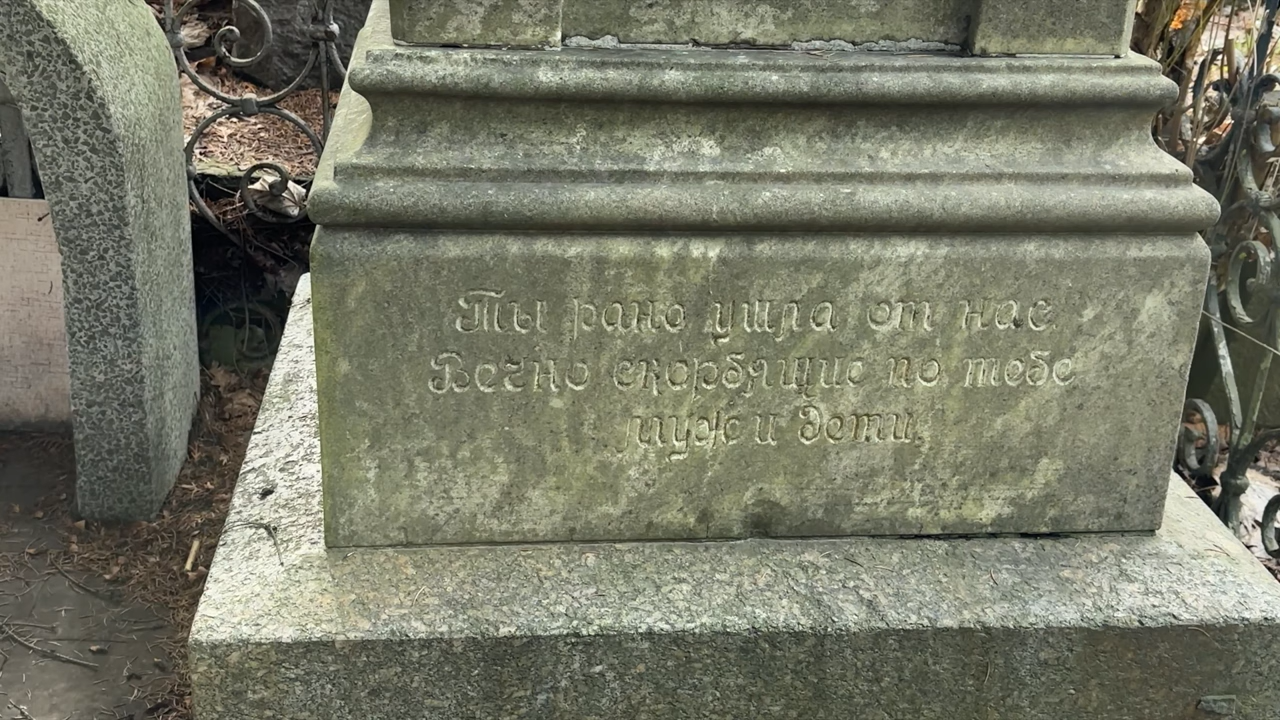 Ты рано ушла от нас.
Вечно скорбящие по тебе
муж и дети.